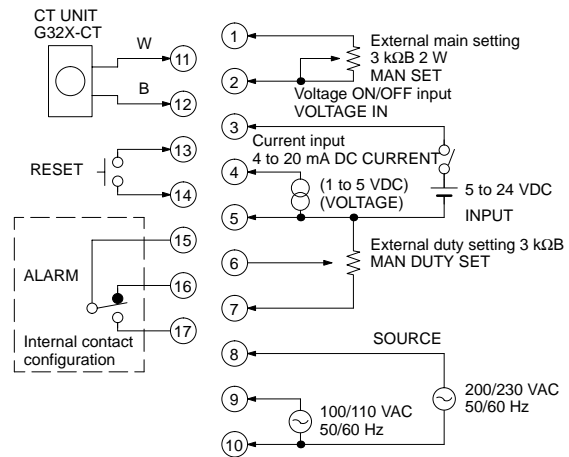 CT UNIT
G32X-CT
W
11
B
12
13
RESET
14
15
ALARM
16
17
Internal contact
configuration
1
External main setting
3 kΩB 2 W
MAN SET
2
Voltage ON/OFF input
VOLTAGE IN
3
Current input
4 to 20 mA DC CURRENT
4
(1 to 5 VDC)
(VOLTAGE)
5 to 24 VDC
INPUT
5
External duty setting 3 kΩB
MAN DUTY SET
6
7
SOURCE
8
200/230 VAC
50/60 Hz
9
100/110 VAC
50/60 Hz
10